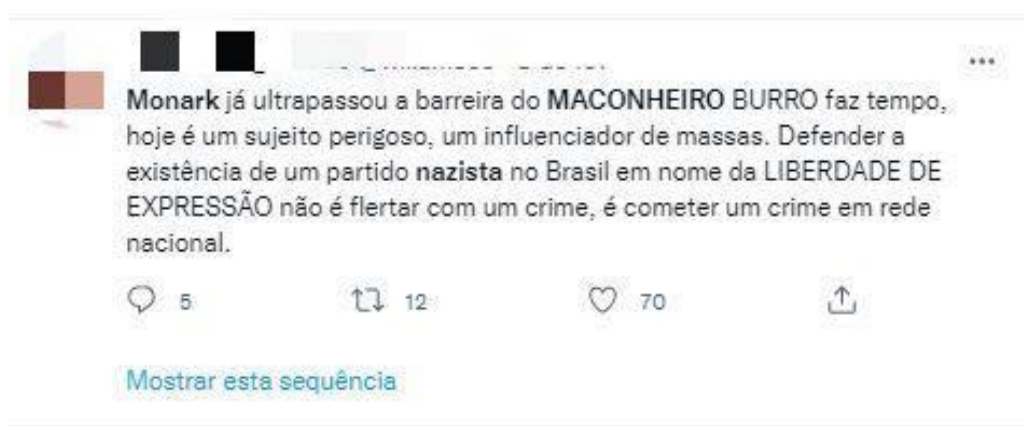 Monark já ultrapassou a barreira do MACONHEIRO BURRO faz tempo,
hoje é um sujeito perigoso, um influenciador de massas. Defender a
existência de um partido nazista no Brasil em nome da LIBERDADE DE
EXPRESSÃO não é flertar com um crime, é cometer um crime em rede
nacional.
5 12 70
Mostrar esta sequência